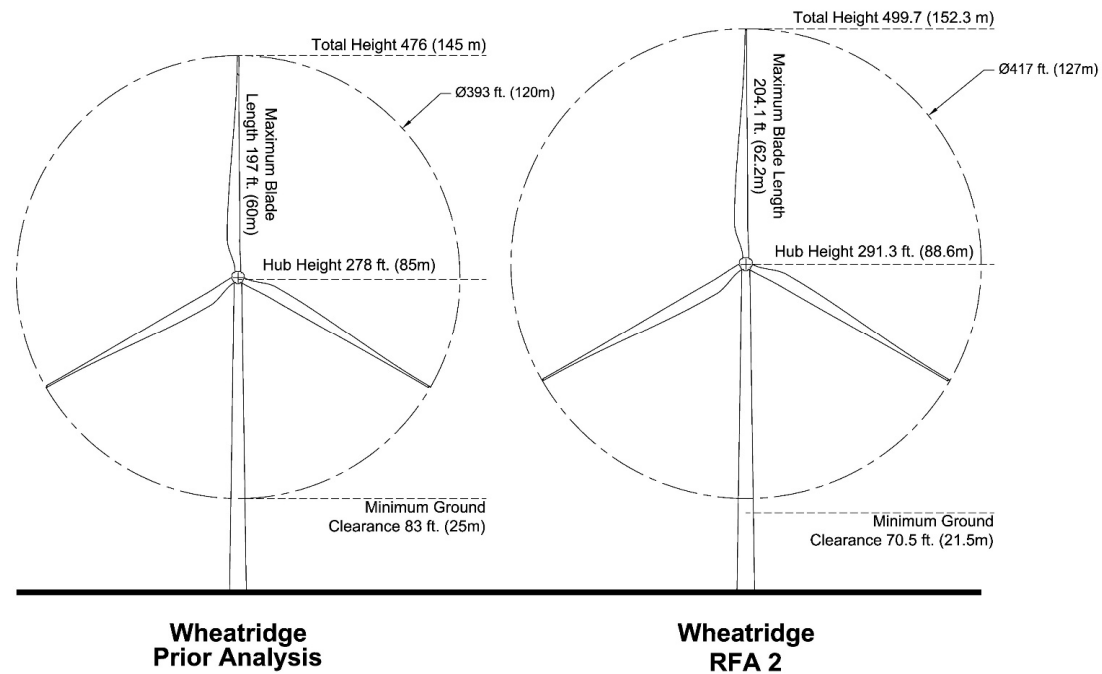 Total Height 476 (145 m)
Ø393 ft. (120m)
Maximum Blade
Length 197 ft. (60m)
Hub Height 278 ft. (85m)
Minimum Ground
Clearance 83 ft. (25m)
Wheatridge
Prior Analysis
Total Height 499.7 (152.3 m)
Ø417 ft. (127m)
Maximum Blade Length
204.1 ft. (62.2m)
Hub Height 291.3 ft. (88.6m)
Minimum Ground
Clearance 70.5 ft. (21.5m)
Wheatridge
RFA 2